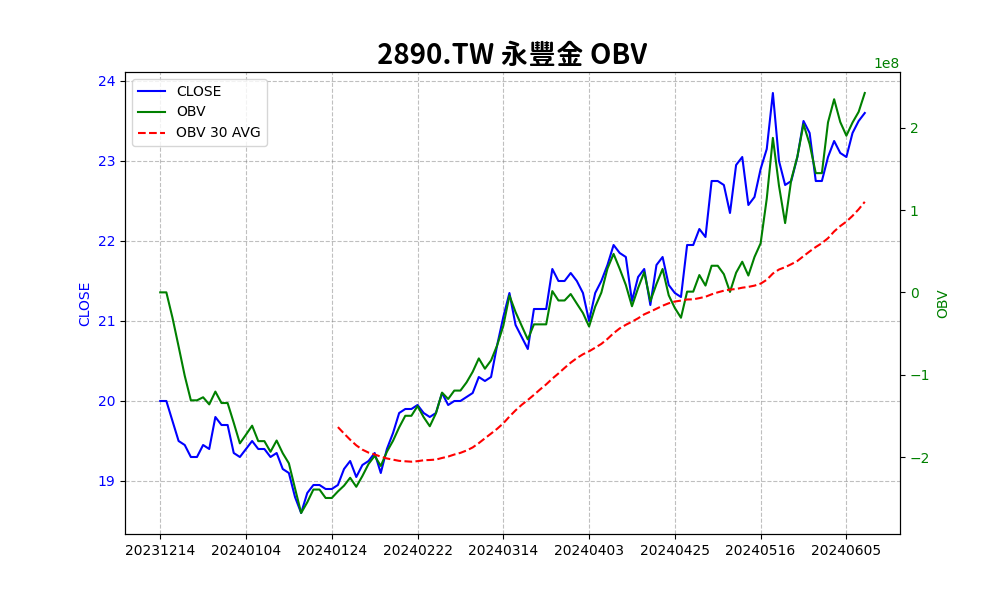 2890.TW 永豐金 OBV
1e8
CLOSE
OBV
OBV 30 AVG
24
23
22
21
20
19
CLOSE
2
1
0
−1
−2
OBV
20231214 20240104 20240124 20240222 20240314 20240403 20240425 20240516 20240605